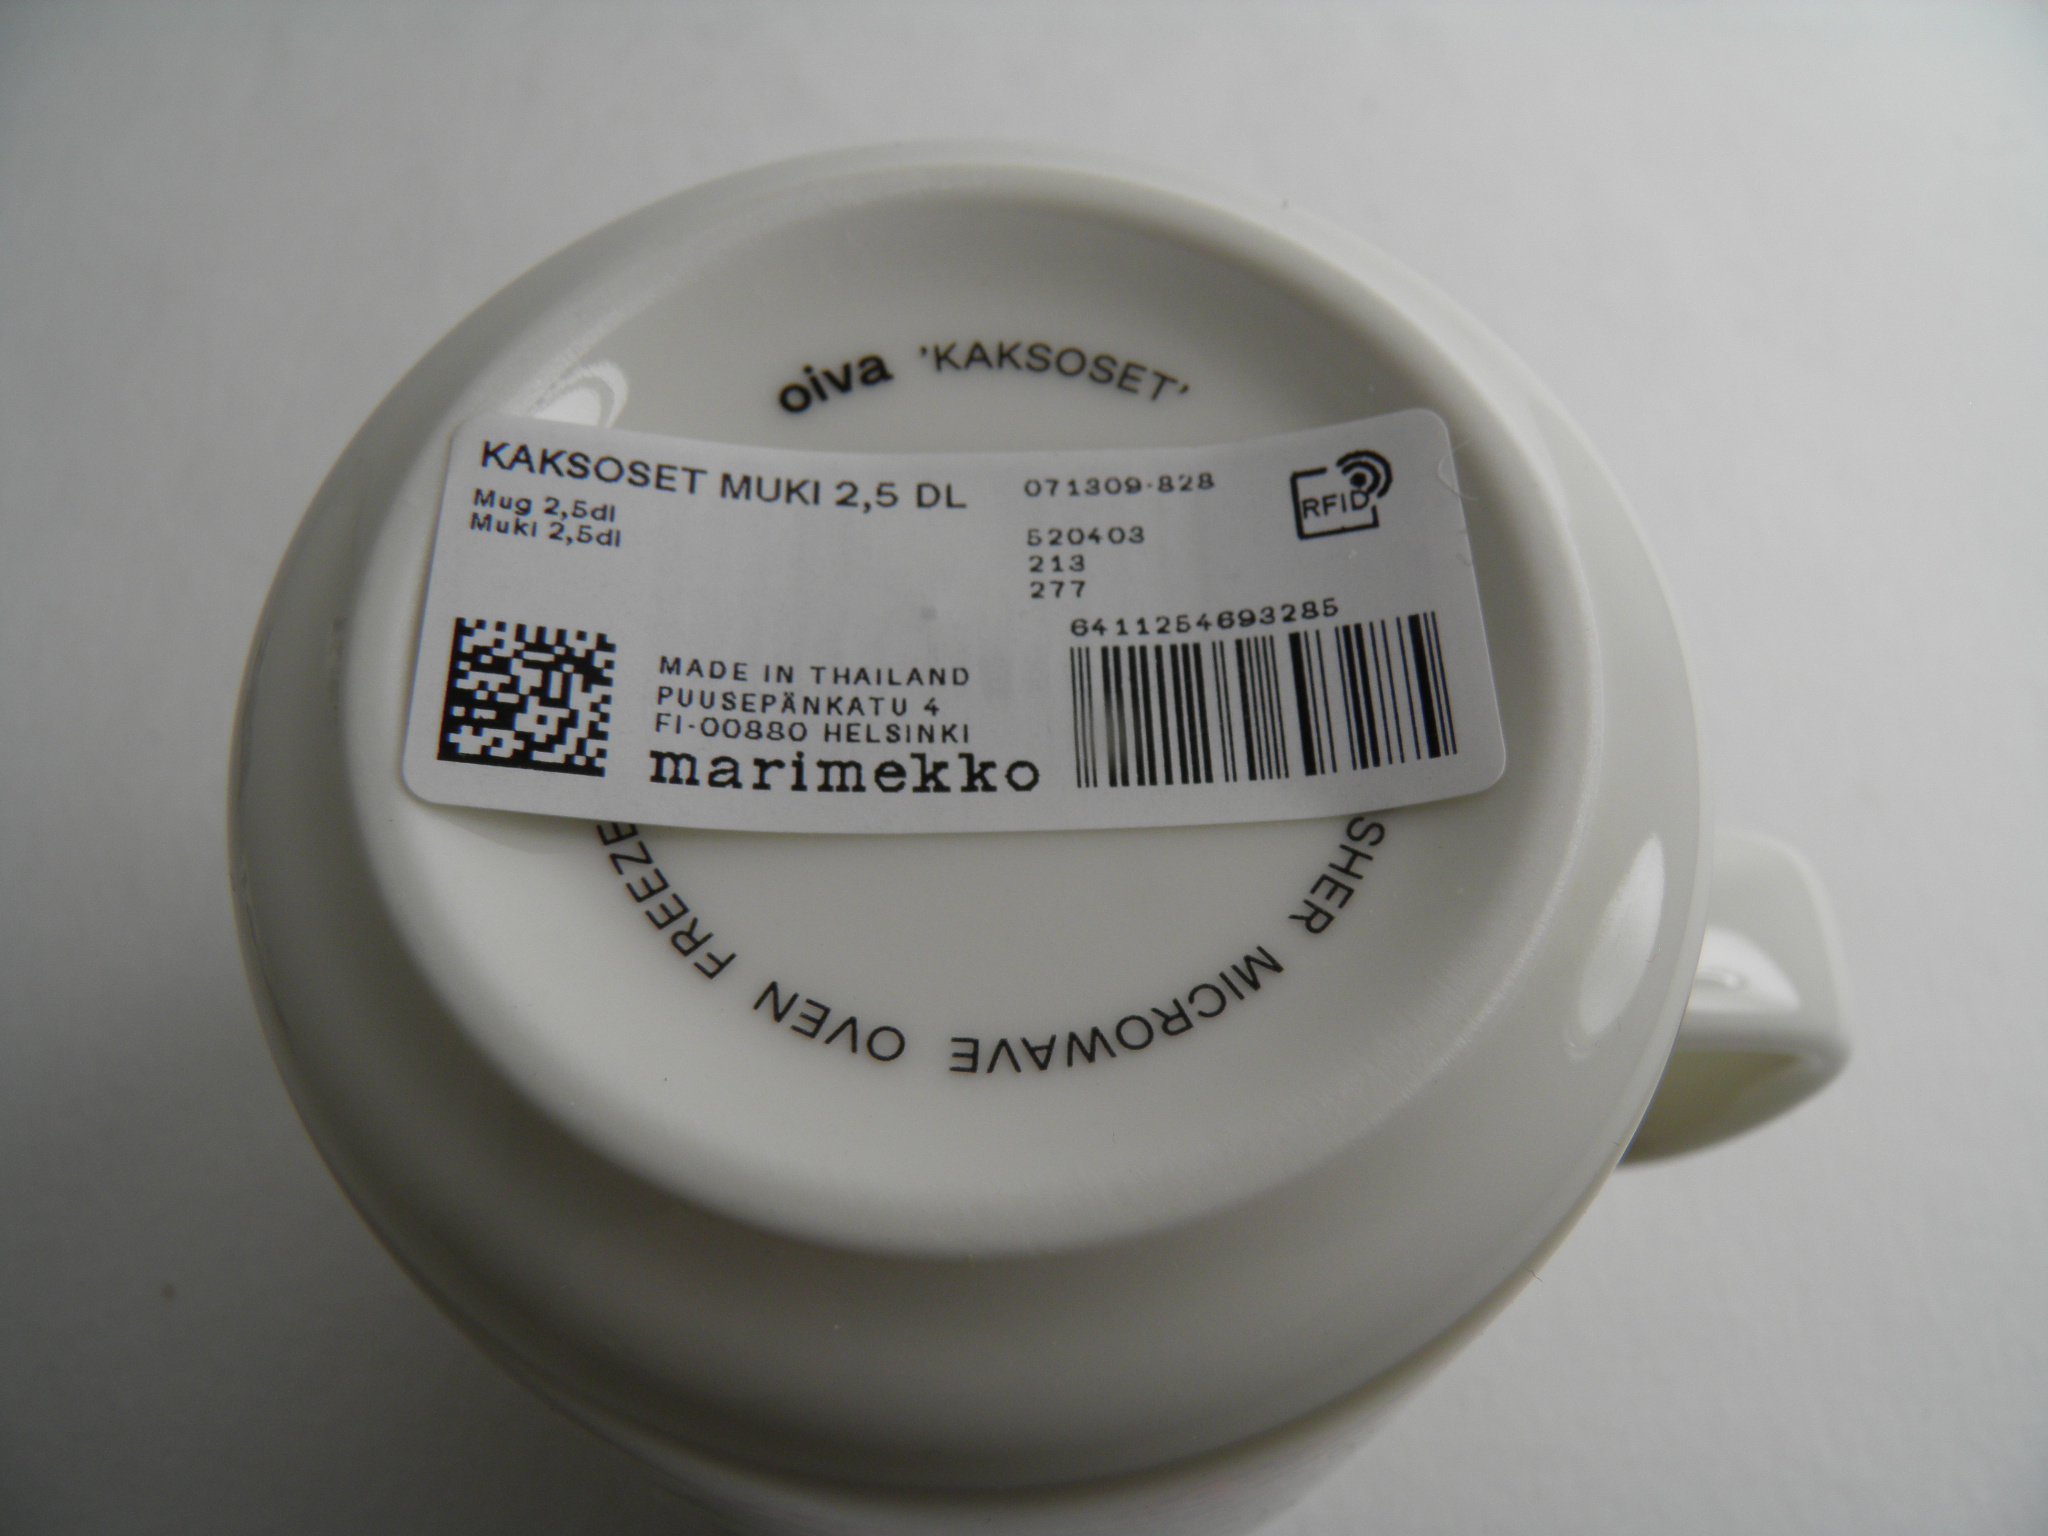 oiva 'KAKSOSET'
KAKSOSET MUKI 2,5 DL
Mug 2,5dl
Muki 2,5dl
071309-828
520403
213
277
RFID
6411254693285
MADE IN THAILAND
PUUSEPÄNKATU 4
FI-00880 HELSINKI
marimekko
SHER MICROWAVE OVEN FREEZE